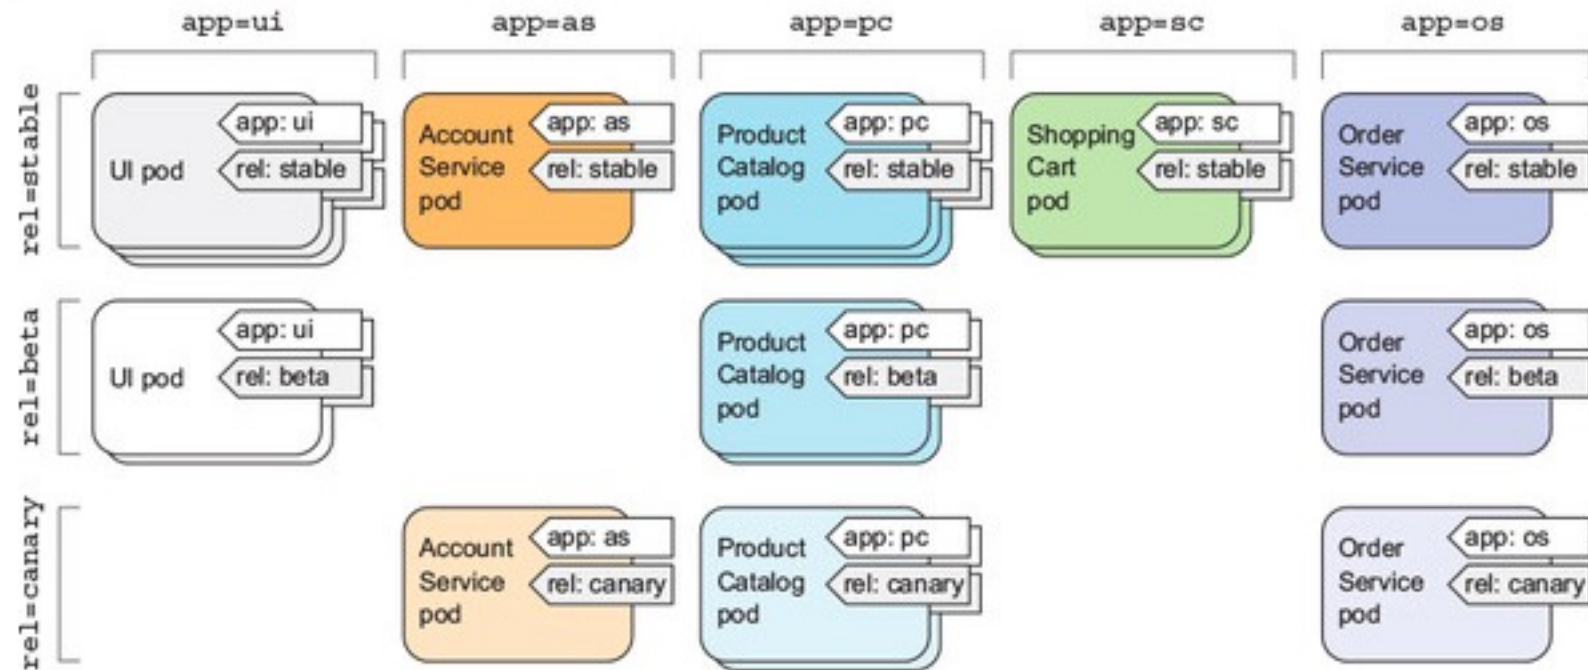 app=ui
app=as
app=pc
app=sc
app=os
rel=stable
UI pod
app: ui
rel: stable
Account
Service
pod
app: as
rel: stable
Product
Catalog
pod
app: pc
rel: stable
Shopping
Cart
pod
app: sc
rel: stable
Order
Service
pod
app: os
rel: stable
rel=beta
UI pod
app: ui
rel: beta
Product
Catalog
pod
app: pc
rel: beta
Order
Service
pod
app: os
rel: beta
rel=canary
Account
Service
pod
app: as
rel: canary
Product
Catalog
pod
app: pc
rel: canary
Order
Service
pod
app: os
rel: canary